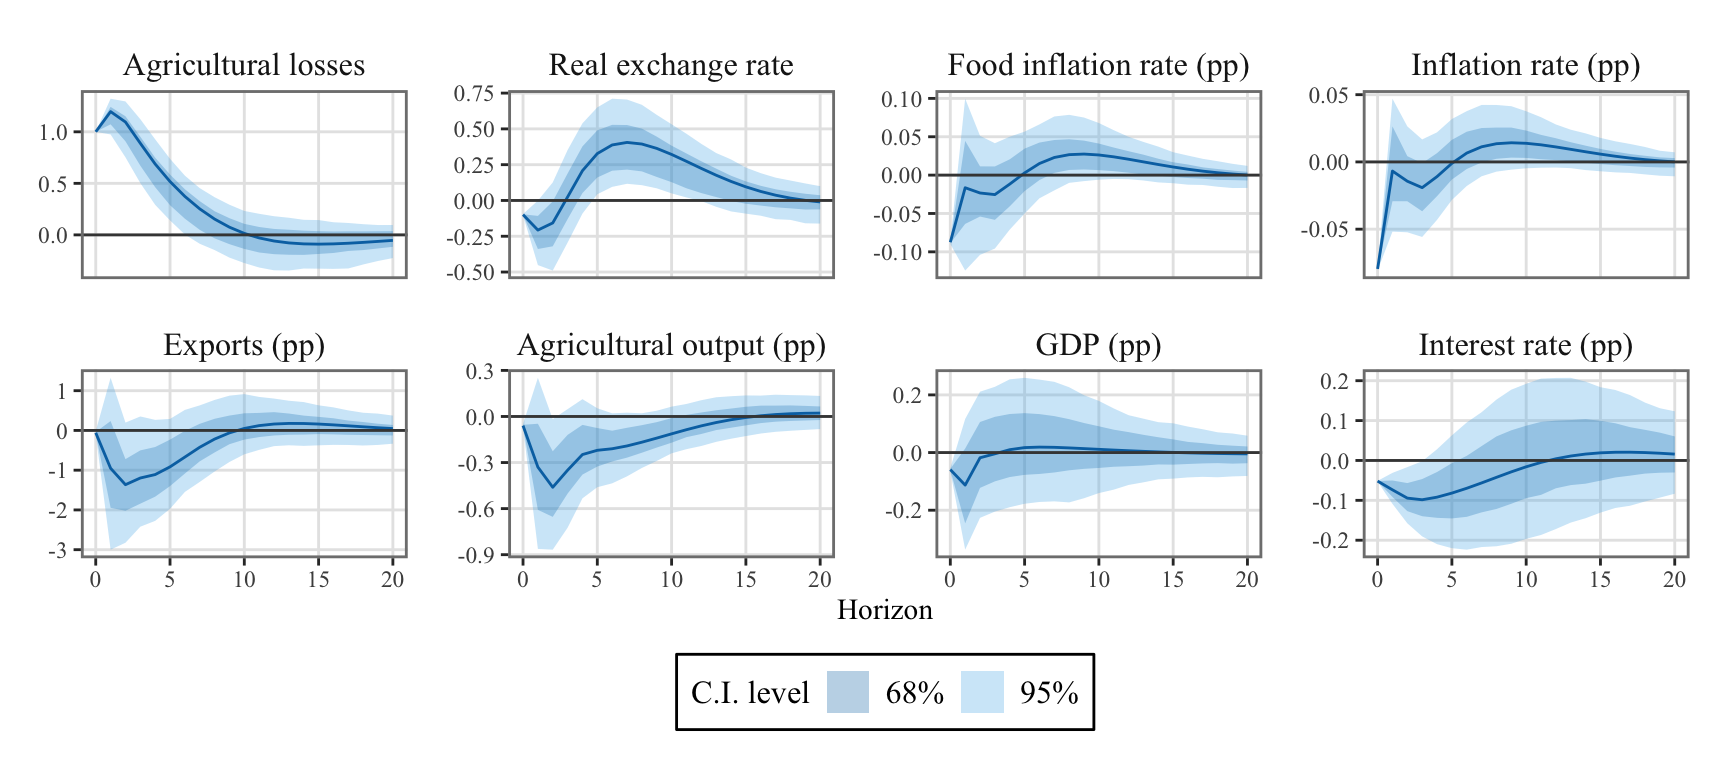 Agricultural losses
Real exchange rate
Food inflation rate (pp)
Inflation rate (pp)
1.0
0.5
0.0
0.75
0.50
0.25
0.00
-0.25
-0.50
0.10
0.05
0.00
-0.05
-0.10
0.05
0.00
-0.05
Exports (pp)
Agricultural output (pp)
GDP (pp)
Interest rate (pp)
1
0
-1
-2
-3
0.3
0.0
-0.3
-0.6
-0.9
0.2
0.0
-0.2
0.2
0.1
0.0
-0.1
-0.2
0 5 10 15 20
0 5 10 15 20
0 5 10 15 20
0 5 10 15 20
Horizon
C.I. level 68% 95%